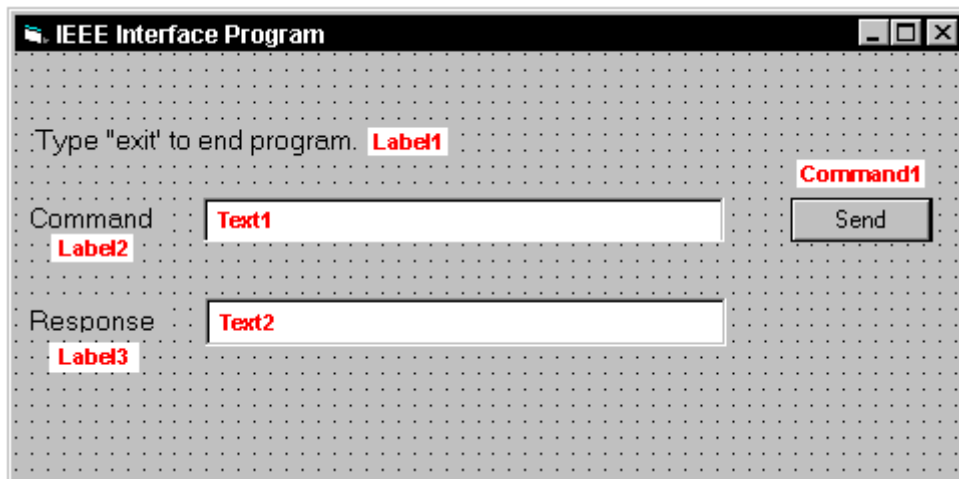 IEEE Interface Program
Type "exit' to end program. Label1
Command1
Command Text1 Send
Label2
Response Text2
Label3